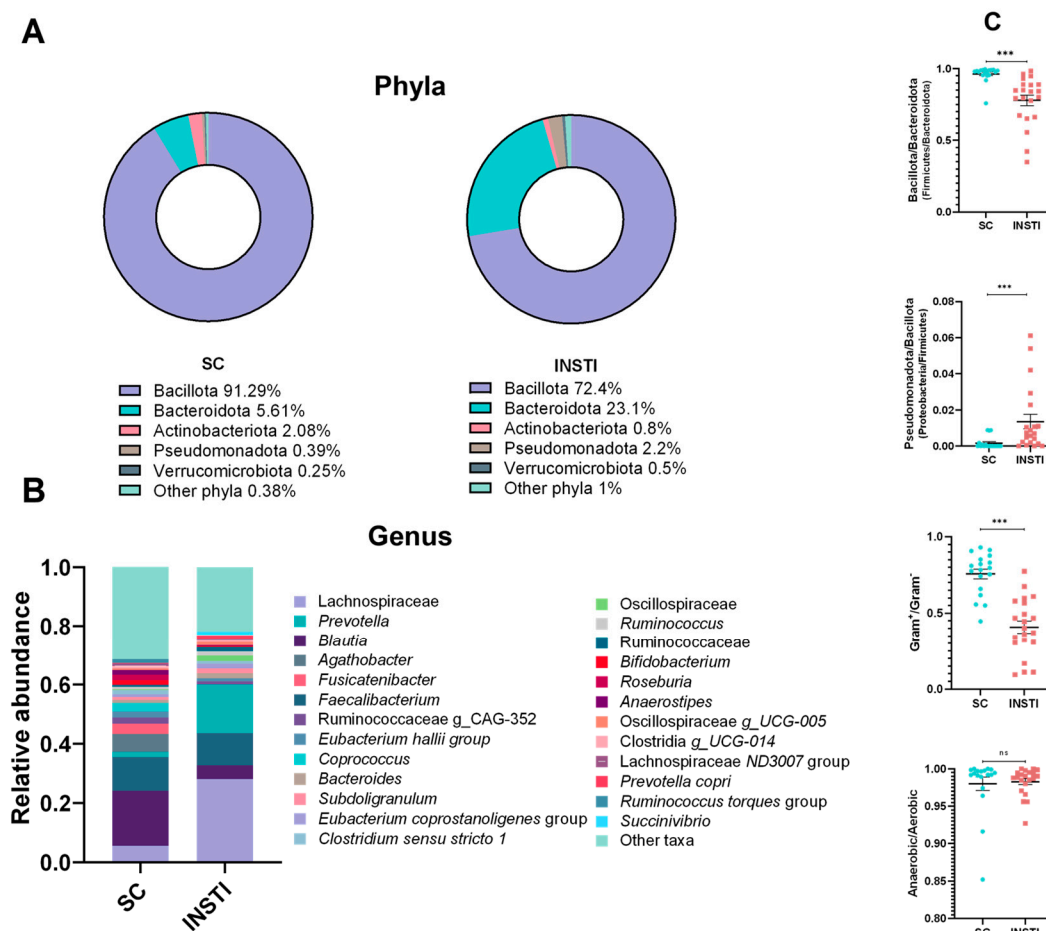 A
Phyla
SC
Bacillota 91.29%
Bacteroidota 5.61%
Actinobacteriota 2.08%
Pseudomonadota 0.39%
Verrucomicrobiota 0.25%
Other phyla 0.38%
INSTI
Bacillota 72.4%
Bacteroidota 23.1%
Actinobacteriota 0.8%
Pseudomonadota 2.2%
Verrucomicrobiota 0.5%
Other phyla 1%
B
Genus
Relative abundance
1.0
0.8
0.6
0.4
0.2
0.0
SC
INSTI
Lachnospiraceae
Prevotella
Blautia
Agathobacter
Fusicatenibacter
Faecalibacterium
Ruminococcaceae g_CAG-352
Eubacterium hallii group
Coprococcus
Bacteroides
Subdoligranulum
Eubacterium coprostanoligenes group
Clostridium sensu stricto 1
Oscillospiraceae
Ruminococcus
Ruminococcaceae
Bifidobacterium
Roseburia
Anaerostipes
Oscillospiraceae g_UCG-005
Clostridia g_UCG-014
Lachnospiraceae ND3007 group
Prevotella copri
Ruminococcus torques group
Succinivibrio
Other taxa
C
Bacillota/Bacteroidota
(Firmicutes/Bacteroidota)
1.0
0.5
0.0
***
SC
INSTI
Pseudomonadota/Bacillota
(Proteobacteria/Firmicutes)
0.08
0.06
0.04
0.02
0.00
***
SC
INSTI
Gram+/Gram-
1.0
0.5
0.0
***
SC
INSTI
Anaerobic/Aerobic
1.00
0.95
0.90
0.85
0.80
ns
SC
INSTI